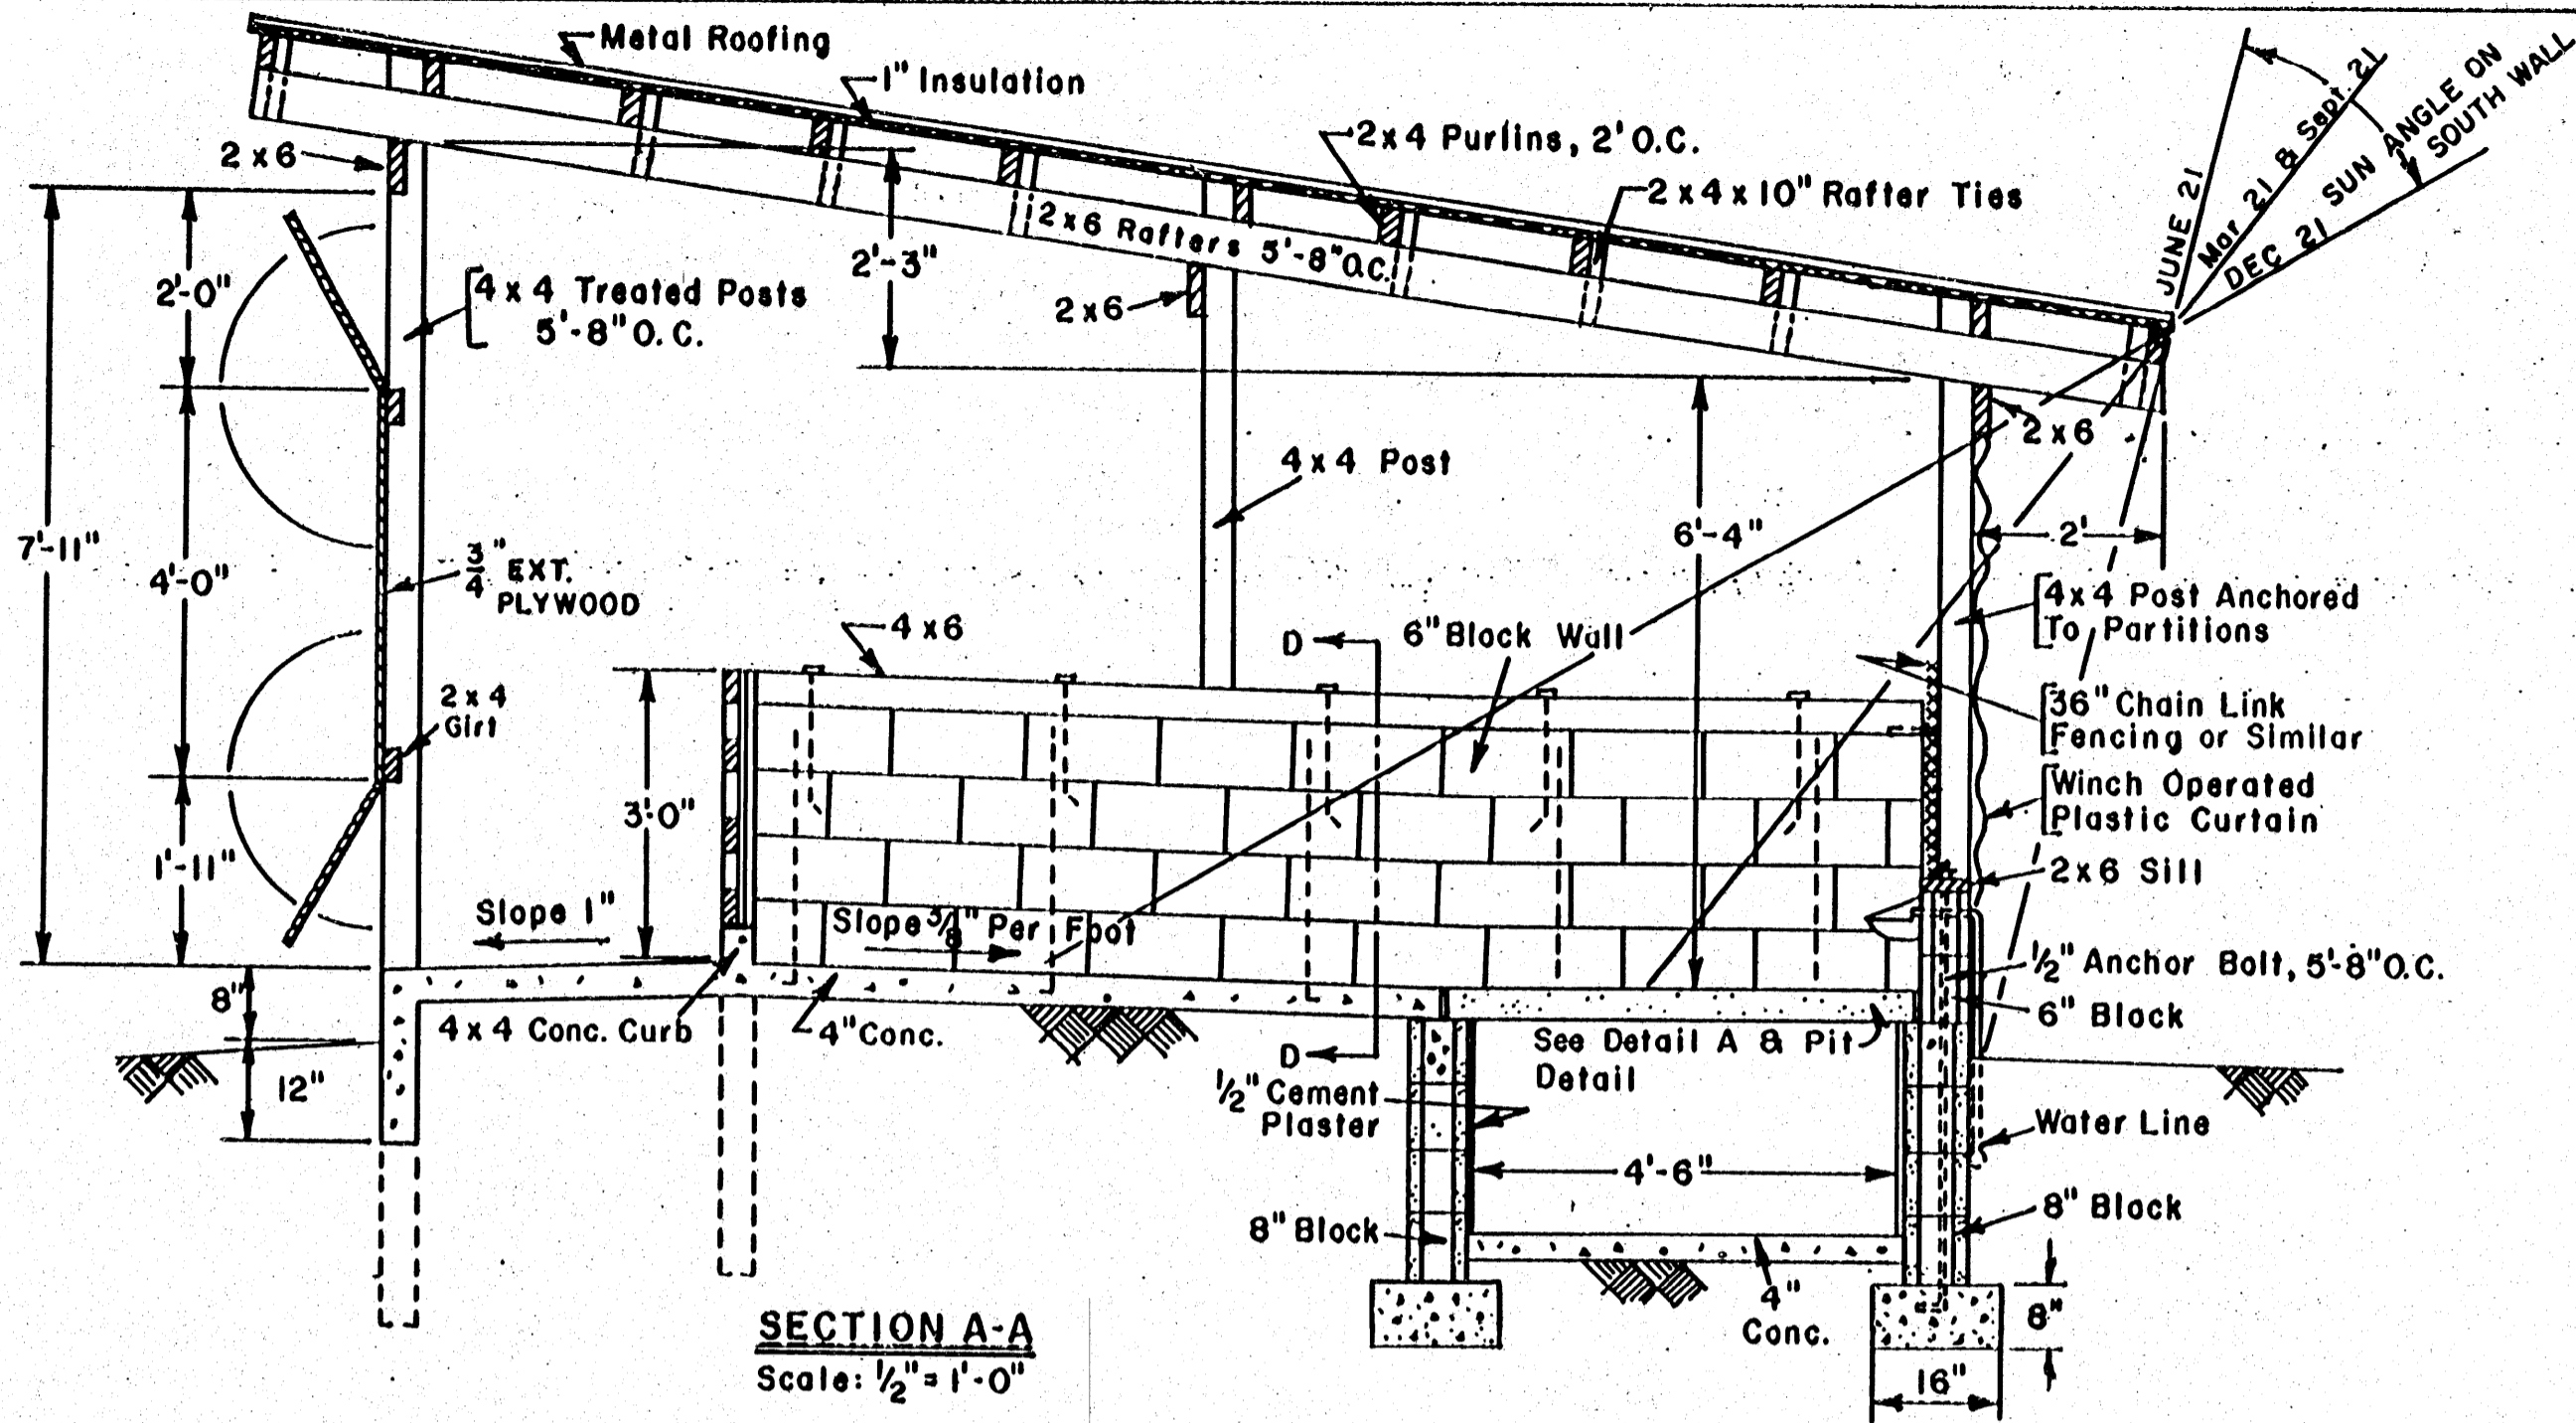 Metal Roofing
1" Insulation
2x4 Purlins, 2' O.C.
2x4x10" Rafter Ties
2x6 Rafters 5'-8" O.C.
JUNE 21
Mar 21 & Sept. 21
DEC 21
SUN ANGLE ON
SOUTH WALL
2x6
2'-0"
4x4 Treated Posts
5'-8" O.C.
2'-3"
2x6
2x6
7'-11"
4'-0"
3/4" EXT.
PLYWOOD
4x4 Post
6'-4"
2'
4x4 Post Anchored
To Partitions
4x6
D
6" Block Wall
36" Chain Link
Fencing or Similar
2x4
Girt
3'-0"
Winch Operated
Plastic Curtain
1'-11"
2x6 Sill
Slope 1"
Slope 3/8" Per Foot
1/2" Anchor Bolt, 5'-8" O.C.
8"
4x4 Conc. Curb
4" Conc.
6" Block
See Detail A & Pit
Detail
D
12"
1/2" Cement
Plaster
Water Line
4'-6"
8" Block
8" Block
4"
Conc.
8"
16"
SECTION A-A
Scale: 1/2" = 1'-0"